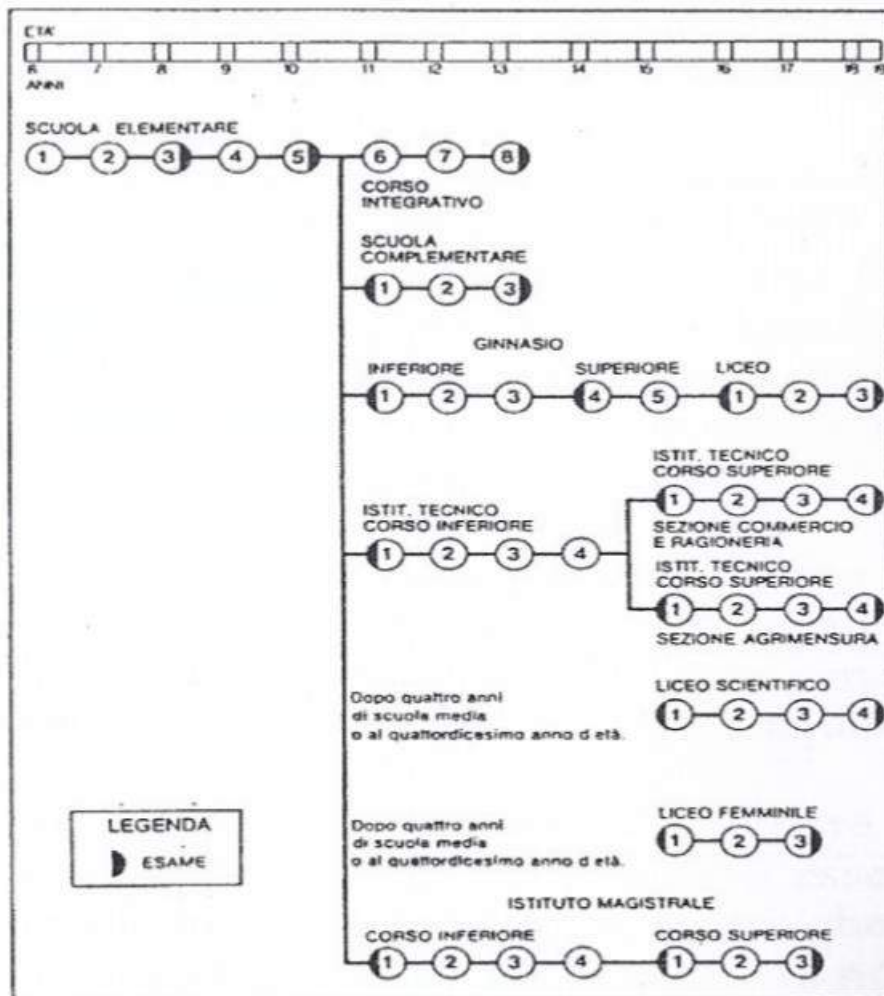 ETA'
6 7 8 9 10 11 12 13 14 15 16 17 18 19
ANNI
SCUOLA ELEMENTARE
1 2 3 4 5 6 7 8
CORSO
INTEGRATIVO
SCUOLA
COMPLEMENTARE
1 2 3
GINNASIO
INFERIORE SUPERIORE LICEO
1 2 3 4 5 1 2 3
ISTIT. TECNICO
CORSO SUPERIORE
1 2 3 4
SEZIONE COMMERCIO
E RAGIONERIA
ISTIT. TECNICO
CORSO INFERIORE
1 2 3 4
ISTIT. TECNICO
CORSO SUPERIORE
1 2 3 4
SEZIONE AGRIMENSURA
Dopo quattro anni
di scuola media
o al quattordicesimo anno d età.
LICEO SCIENTIFICO
1 2 3 4
LEGENDA
ESAME
Dopo quattro anni
di scuola media
o al quattordicesimo anno d età.
LICEO FEMMINILE
1 2 3
ISTITUTO MAGISTRALE
CORSO INFERIORE CORSO SUPERIORE
1 2 3 4 1 2 3